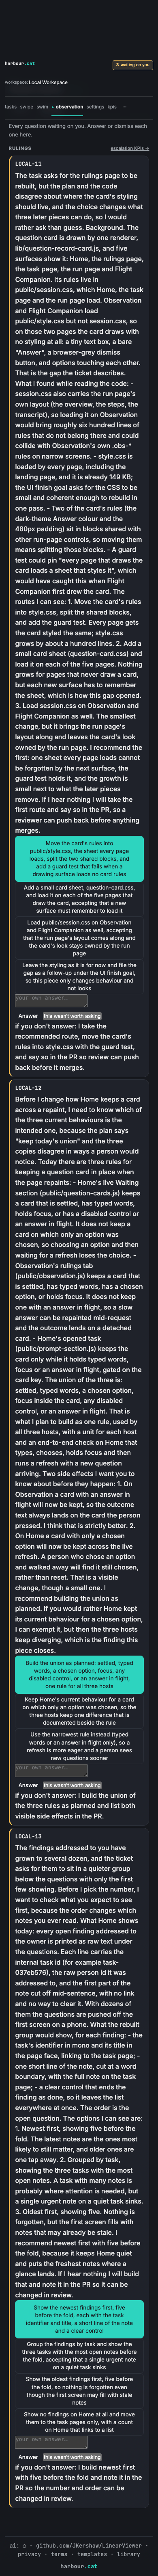 harbour.cat
3 waiting on you
workspace: Local Workspace
tasks swipe swim observation settings kpis
Every question waiting on you. Answer or dismiss each
one here.
RULINGS escalation KPIs →
LOCAL-11
The task asks for the rulings page to be
rebuilt, but the plan and the code
disagree about where the card's styling
should live, and the choice changes what
three later pieces can do, so I would
rather ask than guess. Background. The
question card is drawn by one renderer,
lib/question-record-card.js, and five
surfaces show it: Home, the rulings page,
the task page, the run page and Flight
Companion. Its rules live in
public/session.css, which Home, the task
page and the run page load. Observation
and Flight Companion load
public/style.css but not session.css, so
on those two pages the card draws with
no styling at all: a tiny text box, a bare
"Answer", a browser-grey dismiss
button, and options touching each other.
That is the gap the ticket describes.
What I found while reading the code: -
session.css also carries the run page's
own layout (the overview, the steps, the
transcript), so loading it on Observation
would bring roughly six hundred lines of
rules that do not belong there and could
collide with Observation's own .obs-*
rules on narrow screens. - style.css is
loaded by every page, including the
landing page, and it is already 149 KB;
the UI finish guesses for the CSS to be
small and consistent enough to rebuild in
one pass. - Two of the card's rules (the
dark-theme Answer colour and the
480px padding) sit in blocks shared with
other run-page controls, so moving them
means splitting those blocks. - A guard
test could pin "every page that draws the
card loads a sheet that styles it", which
would have caught this when Flight
Companion first drew the card. The
routes I can see: 1. Move the card's rules
into style.css, split the shared blocks,
and add the guard test. Every page gets
the card styled the same; style.css
grows by about a hundred lines. 2. Add a
small card sheet (question-card.css) and
load it on each of the five pages. Nothing
grows for pages that never draw a card,
but each new surface has to remember
the sheet, which is how this gap opened.
3. Load session.css on Observation and
Flight Companion as well. The smallest
change, but it brings the run page's
layout along and leaves the card's look
owned by the run page. I recommend the
first: one sheet every page loads cannot
be forgotten by the next surface, the
guard test holds it, and the growth is
small next to what the later pieces
remove. If I hear nothing I will take the
first route and say so in the PR, so a
reviewer can push back before anything
merges.
Move the card's rules into
public/style.css, the sheet every page
loads, split the two shared blocks, and
add a guard test that fails when a
drawing surface loads no card rules
Add a small card sheet, question-card.css,
and load it on each of the five pages that
draw the card, accepting that a new
surface must remember to load it
Load public/session.css on Observation
and Flight Companion as well, accepting
that the run page's layout comes along and
the card's look stays owned by the run
page
Leave the styling as it is for now and file the
gap as a follow-up under the UI finish goal,
so this piece only changes behaviour and
not looks
your own answer…
Answer this wasn't worth asking
if you don't answer: I take the
recommended route, move the card's
rules into style.css with the guard test,
and say so in the PR so review can push
back before it merges.
LOCAL-12
Before I change how Home keeps a card
across a repaint, I need to know which of
the three current behaviours is the
intended one, because the plan says
"keep today's union" and the three
copies disagree in ways a person would
notice. Today there are three rules for
keeping a question card in place when
the page repaints: - Home's live Waiting
section (public/question-cards.js) keeps
a card that is settled, has typed words,
holds focus, or has a disabled control or
an answer in flight. It does not keep a
card on which only an option was
chosen, so choosing an option and then
waiting for a refresh loses the choice. -
Observation's rulings tab
(public/observation.js) keeps a card that
is settled, has typed words, has a chosen
option, or holds focus. It does not keep
one with an answer in flight, so a slow
answer can be repainted mid-request
and the outcome lands on a detached
card. - Home's opened task
(public/prompt-section.js) keeps the
card only while it holds typed words,
focus or an answer in flight, gated on the
card key. The union of the three is:
settled, typed words, a chosen option,
focus inside the card, any disabled
control, or an answer in flight. That is
what I plan to build as one rule, used by
all three hosts, with a unit for each host
and an end-to-end check on Home that
types, chooses, holds focus and then
runs a refresh with a new question
arriving. Two side effects I want you to
know about before they happen: 1. On
Observation a card with an answer in
flight will now be kept, so the outcome
text always lands on the card the person
pressed. I think that is strictly better. 2.
On Home a card with only a chosen
option will now be kept across the live
refresh. A person who chose an option
and walked away will find it still chosen,
rather than reset. That is a visible
change, though a small one. I
recommend building the union as
planned. If you would rather Home kept
its current behaviour for a chosen option,
I can exempt it, but then the three hosts
keep diverging, which is the finding this
piece closes.
Build the union as planned: settled, typed
words, a chosen option, focus, any
disabled control, or an answer in flight,
one rule for all three hosts
Keep Home's current behaviour for a card
on which only an option was chosen, so the
three hosts keep one difference that is
documented beside the rule
Use the narrowest rule instead (typed
words or an answer in flight only), so a
refresh is more eager and a person sees
new questions sooner
your own answer…
Answer this wasn't worth asking
if you don't answer: I build the union of
the three rules as planned and list both
visible side effects in the PR.
LOCAL-13
The findings addressed to you have
grown to several dozen, and the ticket
asks for them to sit in a quieter group
below the questions with only the first
few showing. Before I pick the number, I
want to check what you expect to see
first, because the order changes which
notes you ever read. What Home shows
today: every open finding addressed to
the owner is printed as raw text under
the questions. Each line carries the
internal task id (for example task-
037eb576), the raw person id it was
addressed to, and the first part of the
note cut off mid-sentence, with no link
and no way to clear it. With dozens of
them the questions are pushed off the
first screen on a phone. What the rebuilt
group would show, for each finding: - the
task's identifier in mono and its title in
the page face, linking to the task page; -
one short line of the note, cut at a word
boundary, with the full note on the task
page; - a clear control that ends the
finding as done, so it leaves the list
everywhere at once. The order is the
open question. The options I can see are:
1. Newest first, showing five before the
fold. The latest notes are the ones most
likely to still matter, and older ones are
one tap away. 2. Grouped by task,
showing the three tasks with the most
open notes. A task with many notes is
probably where attention is needed, but
a single urgent note on a quiet task sinks.
3. Oldest first, showing five. Nothing is
forgotten, but the first screen fills with
notes that may already be stale. I
recommend newest first with five before
the fold, because it keeps Home quiet
and puts the freshest notes where a
glance lands. If I hear nothing I will build
that and note it in the PR so it can be
changed in review.
Show the newest findings first, five
before the fold, each with the task
identifier and title, a short line of the note
and a clear control
Group the findings by task and show the
three tasks with the most open notes before
the fold, accepting that a single urgent note
on a quiet task sinks
Show the oldest findings first, five before
the fold, so nothing is forgotten even
though the first screen may fill with stale
notes
Show no findings on Home at all and move
them to the task pages only, with a count
on Home that links to a list
your own answer…
Answer this wasn't worth asking
if you don't answer: I build newest first
with five before the fold and note it in the
PR so the number and order can be
changed in review.
ai: ○ · github.com/JKershaw/LinearViewer ·
privacy · terms · templates · library
harbour.cat